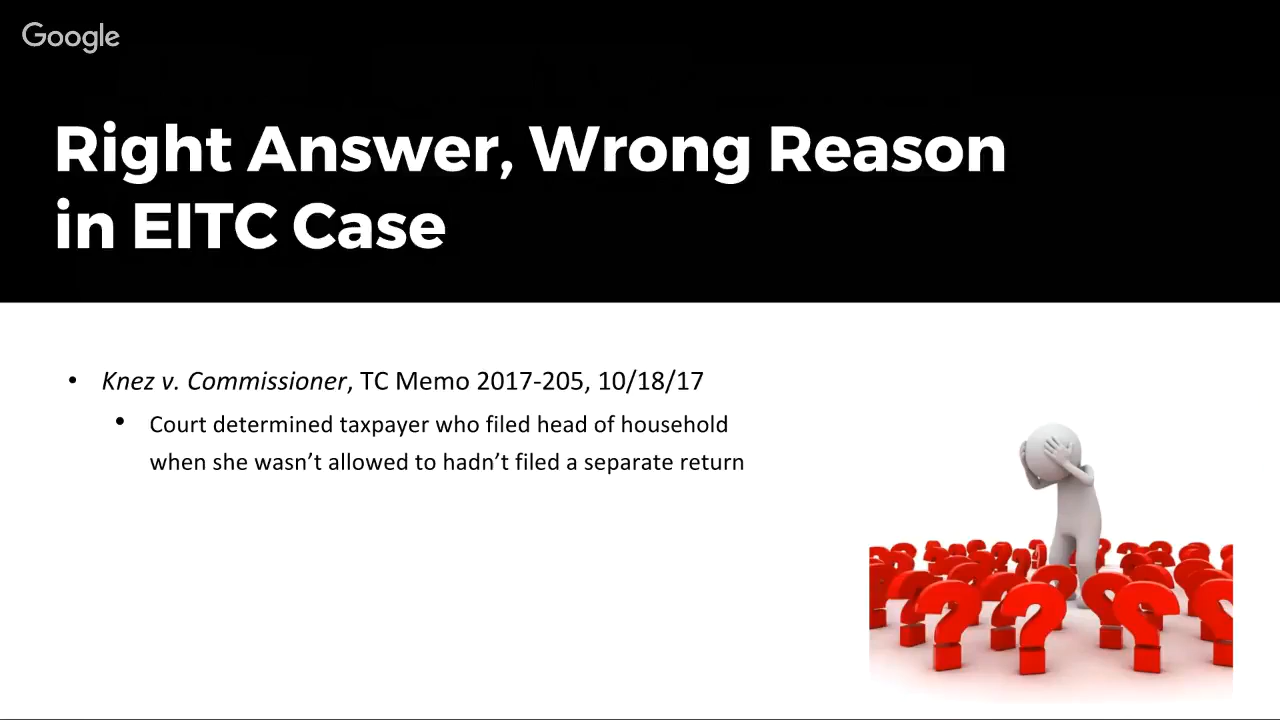 Google
Right Answer, Wrong Reason
in EITC Case
• Knez v. Commissioner, TC Memo 2017-205, 10/18/17
• Court determined taxpayer who filed head of household
when she wasn’t allowed to hadn’t filed a separate return